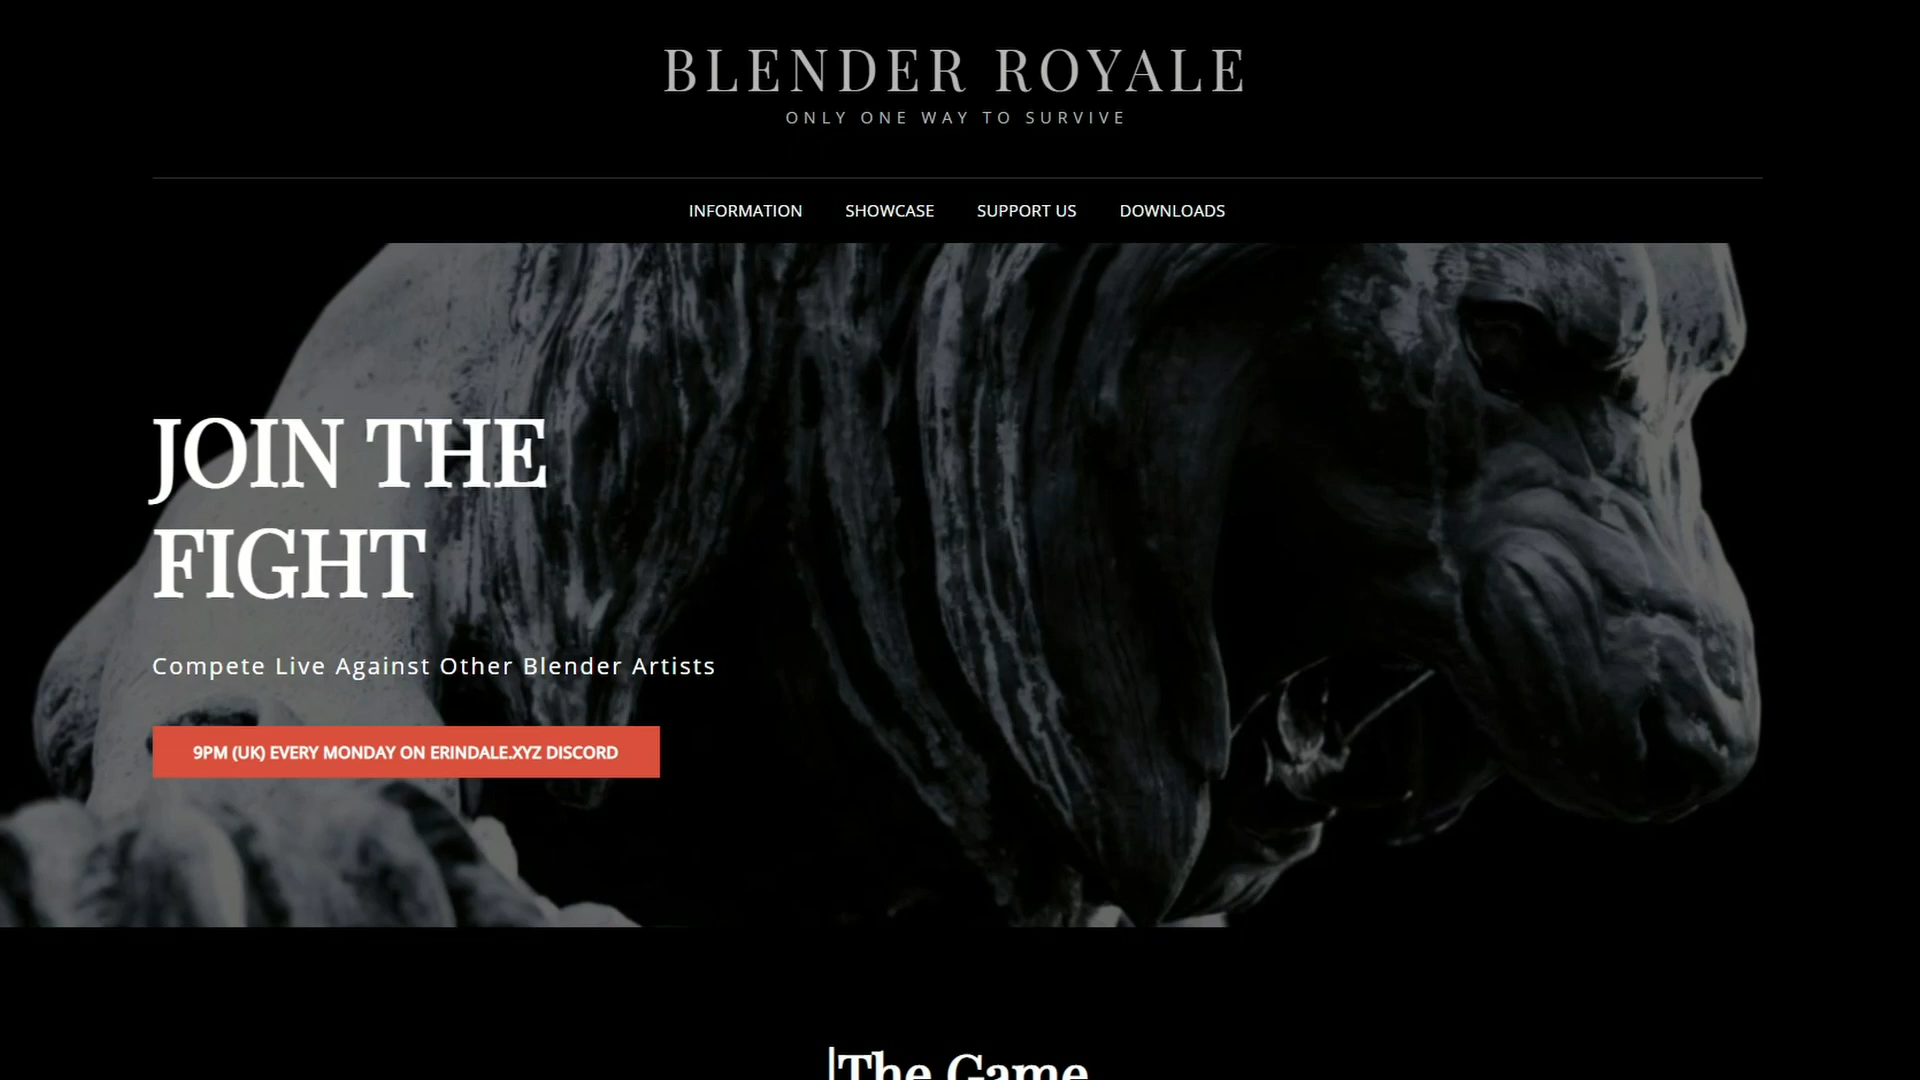 BLENDER ROYALE
ONLY ONE WAY TO SURVIVE
INFORMATION SHOWCASE SUPPORT US DOWNLOADS
JOIN THE
FIGHT
Compete Live Against Other Blender Artists
9PM (UK) EVERY MONDAY ON ERINDALE.XYZ DISCORD
The Game